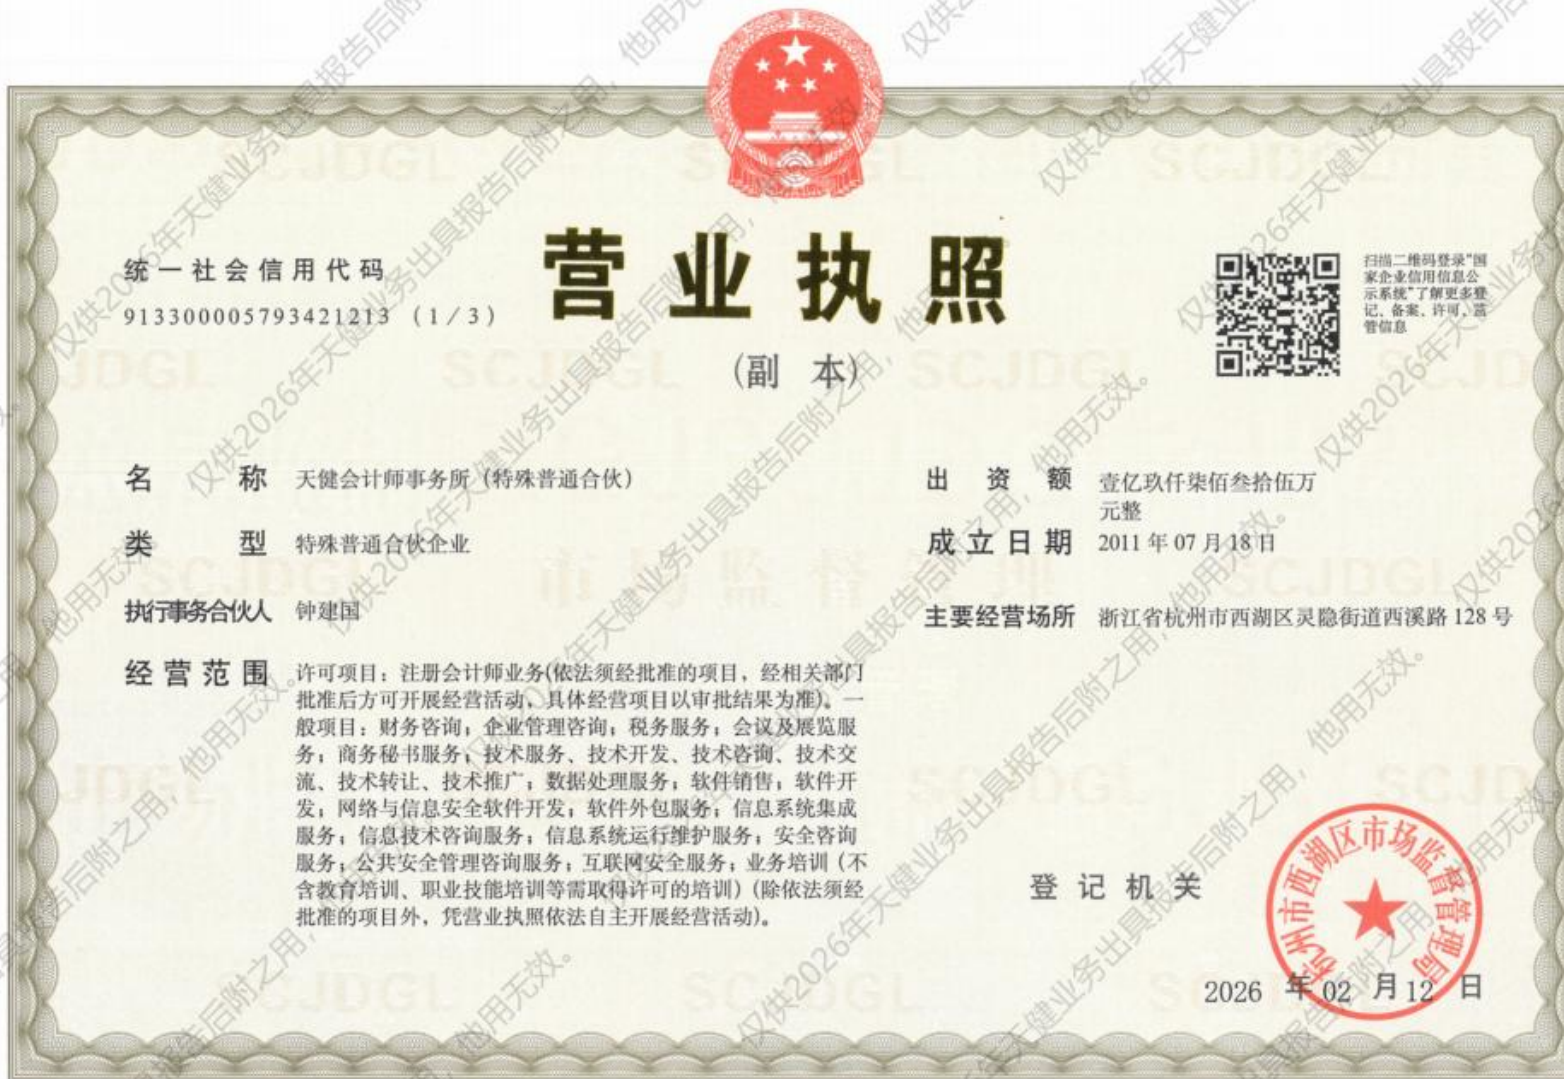 统一社会信用代码
913300005793421213 (1/3)
营业执照
(副 本)
扫描二维码登录"国
家企业信用信息公
示系统"了解更多登
记、备案、许可、监
管信息
名 称 天健会计师事务所（特殊普通合伙）
类 型 特殊普通合伙企业
执行事务合伙人 钟建国
经营范围 许可项目：注册会计师业务(依法须经批准的项目，经相关部门
批准后方可开展经营活动，具体经营项目以审批结果为准)。一
般项目：财务咨询；企业管理咨询；税务服务；会议及展览服
务；商务秘书服务；技术服务、技术开发、技术咨询、技术交
流、技术转让、技术推广；数据处理服务；软件销售；软件开
发；网络与信息安全软件开发；软件外包服务；信息系统集成
服务；信息技术咨询服务；信息系统运行维护服务；安全咨询
服务；公共安全管理咨询服务；互联网安全服务；业务培训（不
含教育培训、职业技能培训等需取得许可的培训）(除依法须经
批准的项目外，凭营业执照依法自主开展经营活动)。
出 资 额 壹亿玖仟柒佰叁拾伍万
元整
成立日期 2011 年 07 月 18 日
主要经营场所 浙江省杭州市西湖区灵隐街道西溪路 128 号
登记机关
杭州市西湖区市场监督管理局
2026 年 02 月 12 日
仅供2026年天健业务出具报告后附之用，他用无效。
SCJDGL
市场监督管理